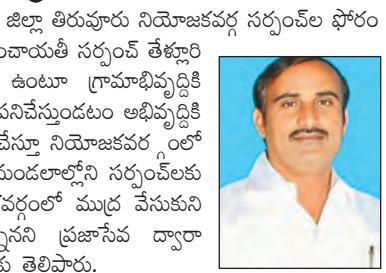 జిల్లా తిరువూరు నియోజకవర్గ సర్పంచ్‌ల ఫోరం
చాయతీ సర్పంచ్ తేళ్లూరి
ఉంటూ గ్రామాభివృద్ధికి
పనిచేస్తుండటం అభివృద్ధికి
చేస్తూ నియోజకవర్గంలో
మండలాల్లోని సర్పంచ్‌లకు
వర్గంలో ముద్ర వేసుకుని
న్నానని ప్రజాసేవ ద్వారా
కు తెలిపారు.